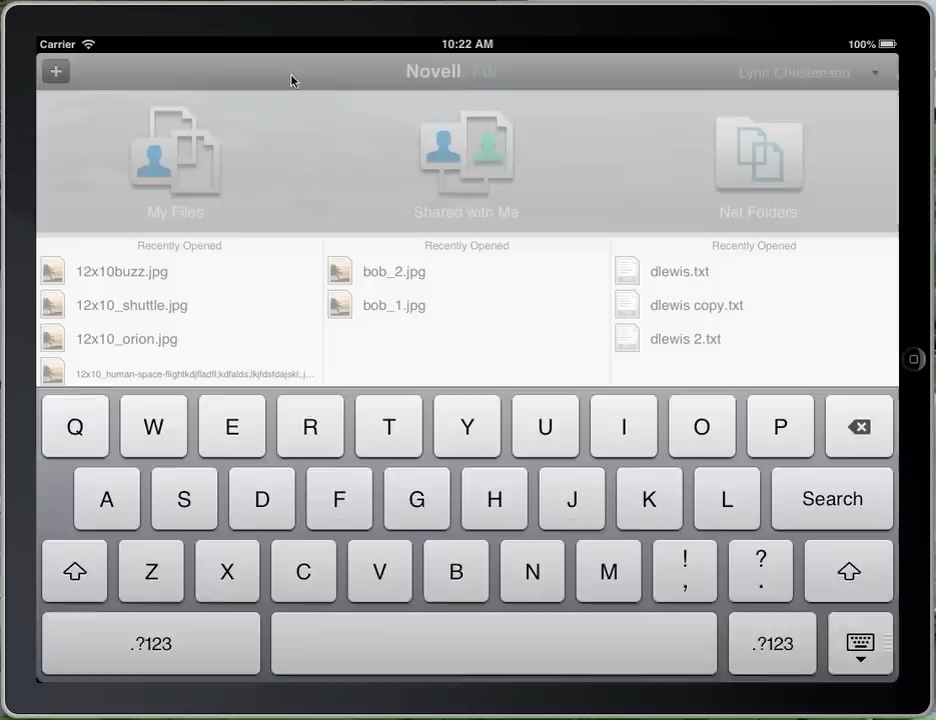 Carrier 10:22 AM 100%
+ Novell Lynn Christensen
My Files Shared with Me Net Folders
Recently Opened Recently Opened Recently Opened
12x10buzz.jpg bob_2.jpg dlewis.txt
12x10_shuttle.jpg bob_1.jpg dlewis copy.txt
12x10_orion.jpg dlewis 2.txt
Q W E R T Y U I O P
A S D F G H J K L Search
Z X C V B N M ! , ? .
.?123 .?123